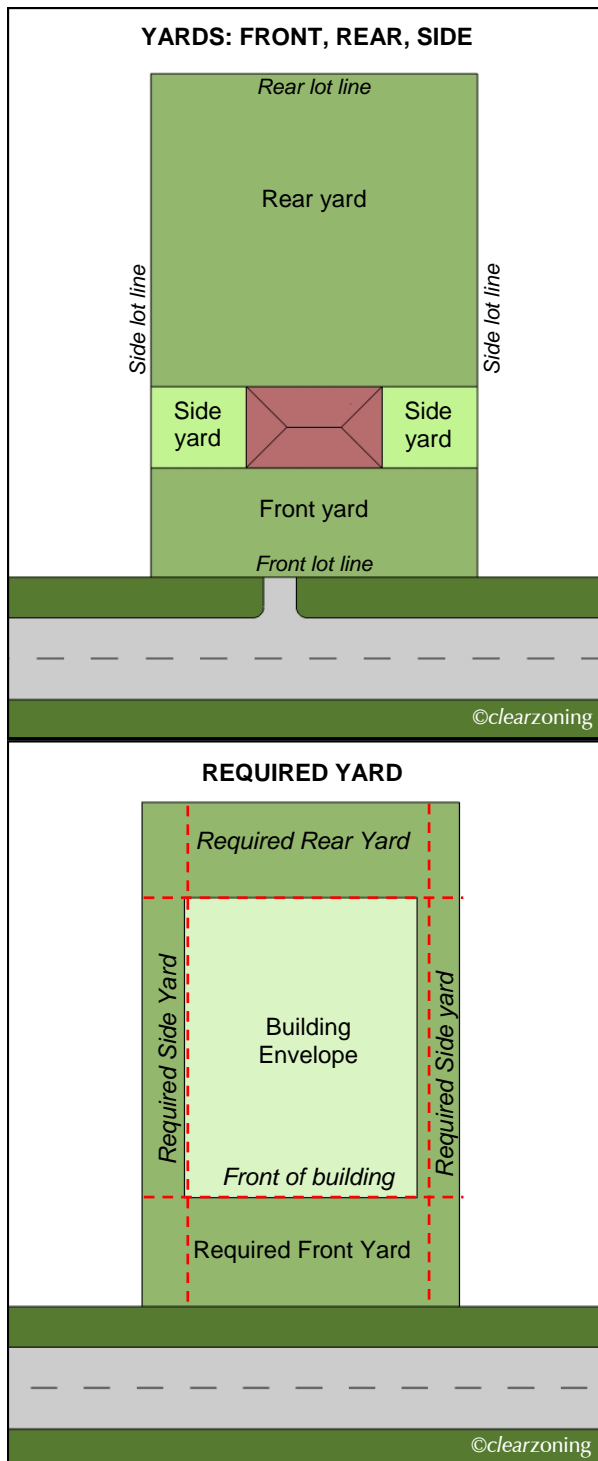 YARDS: FRONT, REAR, SIDE
Rear lot line
Rear yard
Side lot line
Side lot line
Side
yard
Side
yard
Front yard
Front lot line
©clearzoning
REQUIRED YARD
Required Rear Yard
Required Side Yard
Required Side yard
Building
Envelope
Front of building
Required Front Yard
©clearzoning